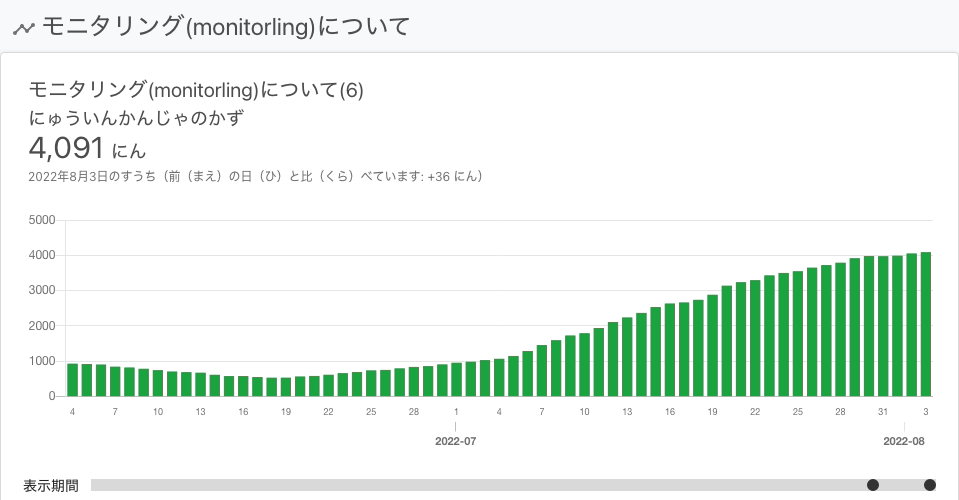 モニタリング(monitorling)について
モニタリング(monitorling)について(6)
にゅういんかんじゃのかず
4,091 にん
2022年8月3日のすうち（前（まえ）の日（ひ）と比（くら）べています: +36 にん）
5000
4000
3000
2000
1000
0
4 7 10 13 16 19 22 25 28 1 4 7 10 13 16 19 22 25 28 31 3
2022-07 2022-08
表示期間